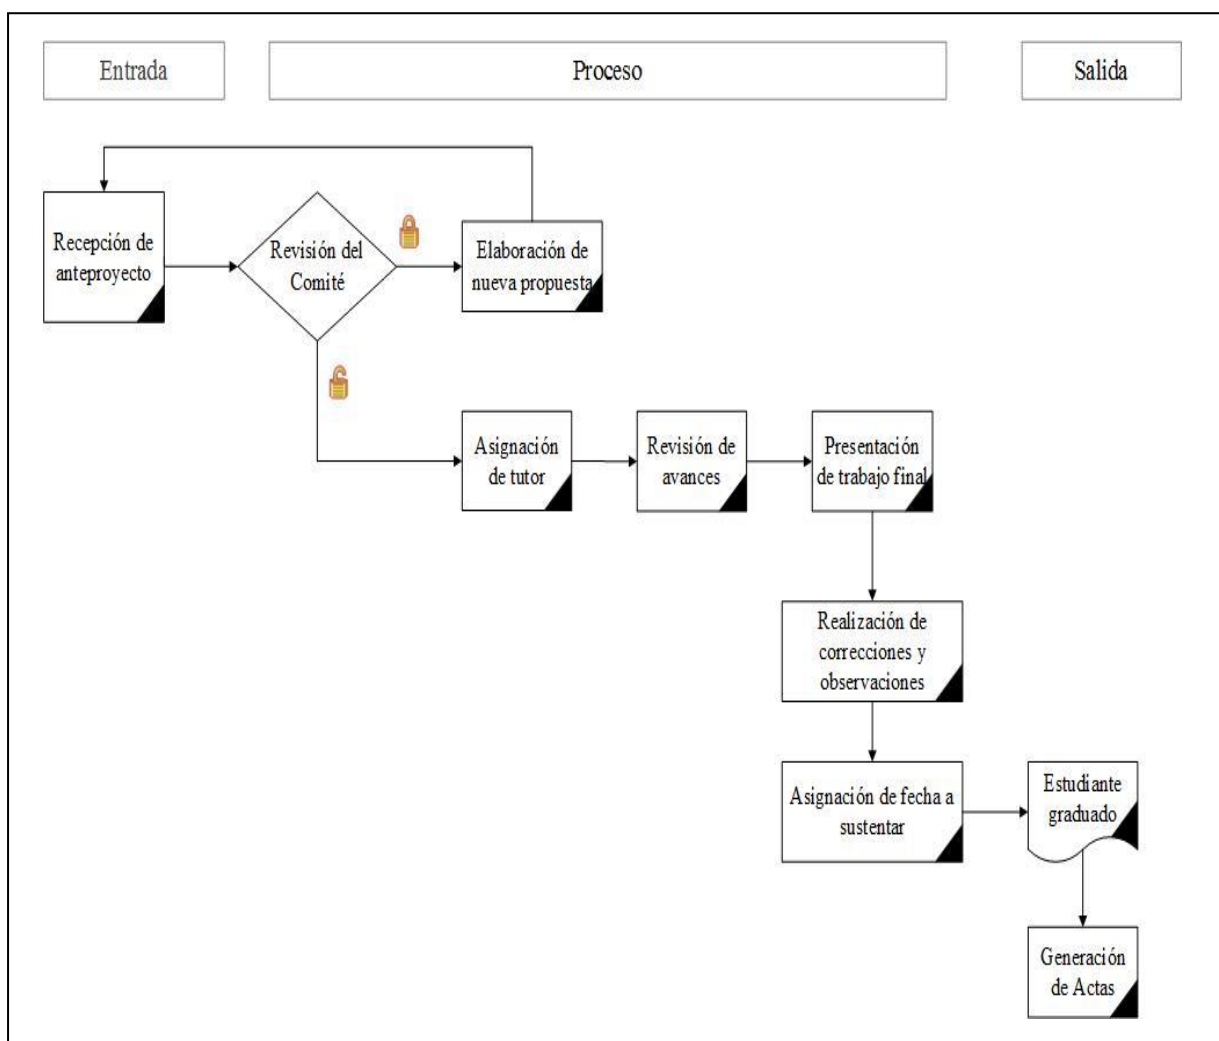 Entrada
Proceso
Salida
Recepción de
anteproyecto
Revisión del
Comité
Elaboración de
nueva propuesta
Asignación
de tutor
Revisión de
avances
Presentación
de trabajo final
Realización de
correcciones y
observaciones
Asignación de fecha a
sustentar
Estudiante
graduado
Generación
de Actas